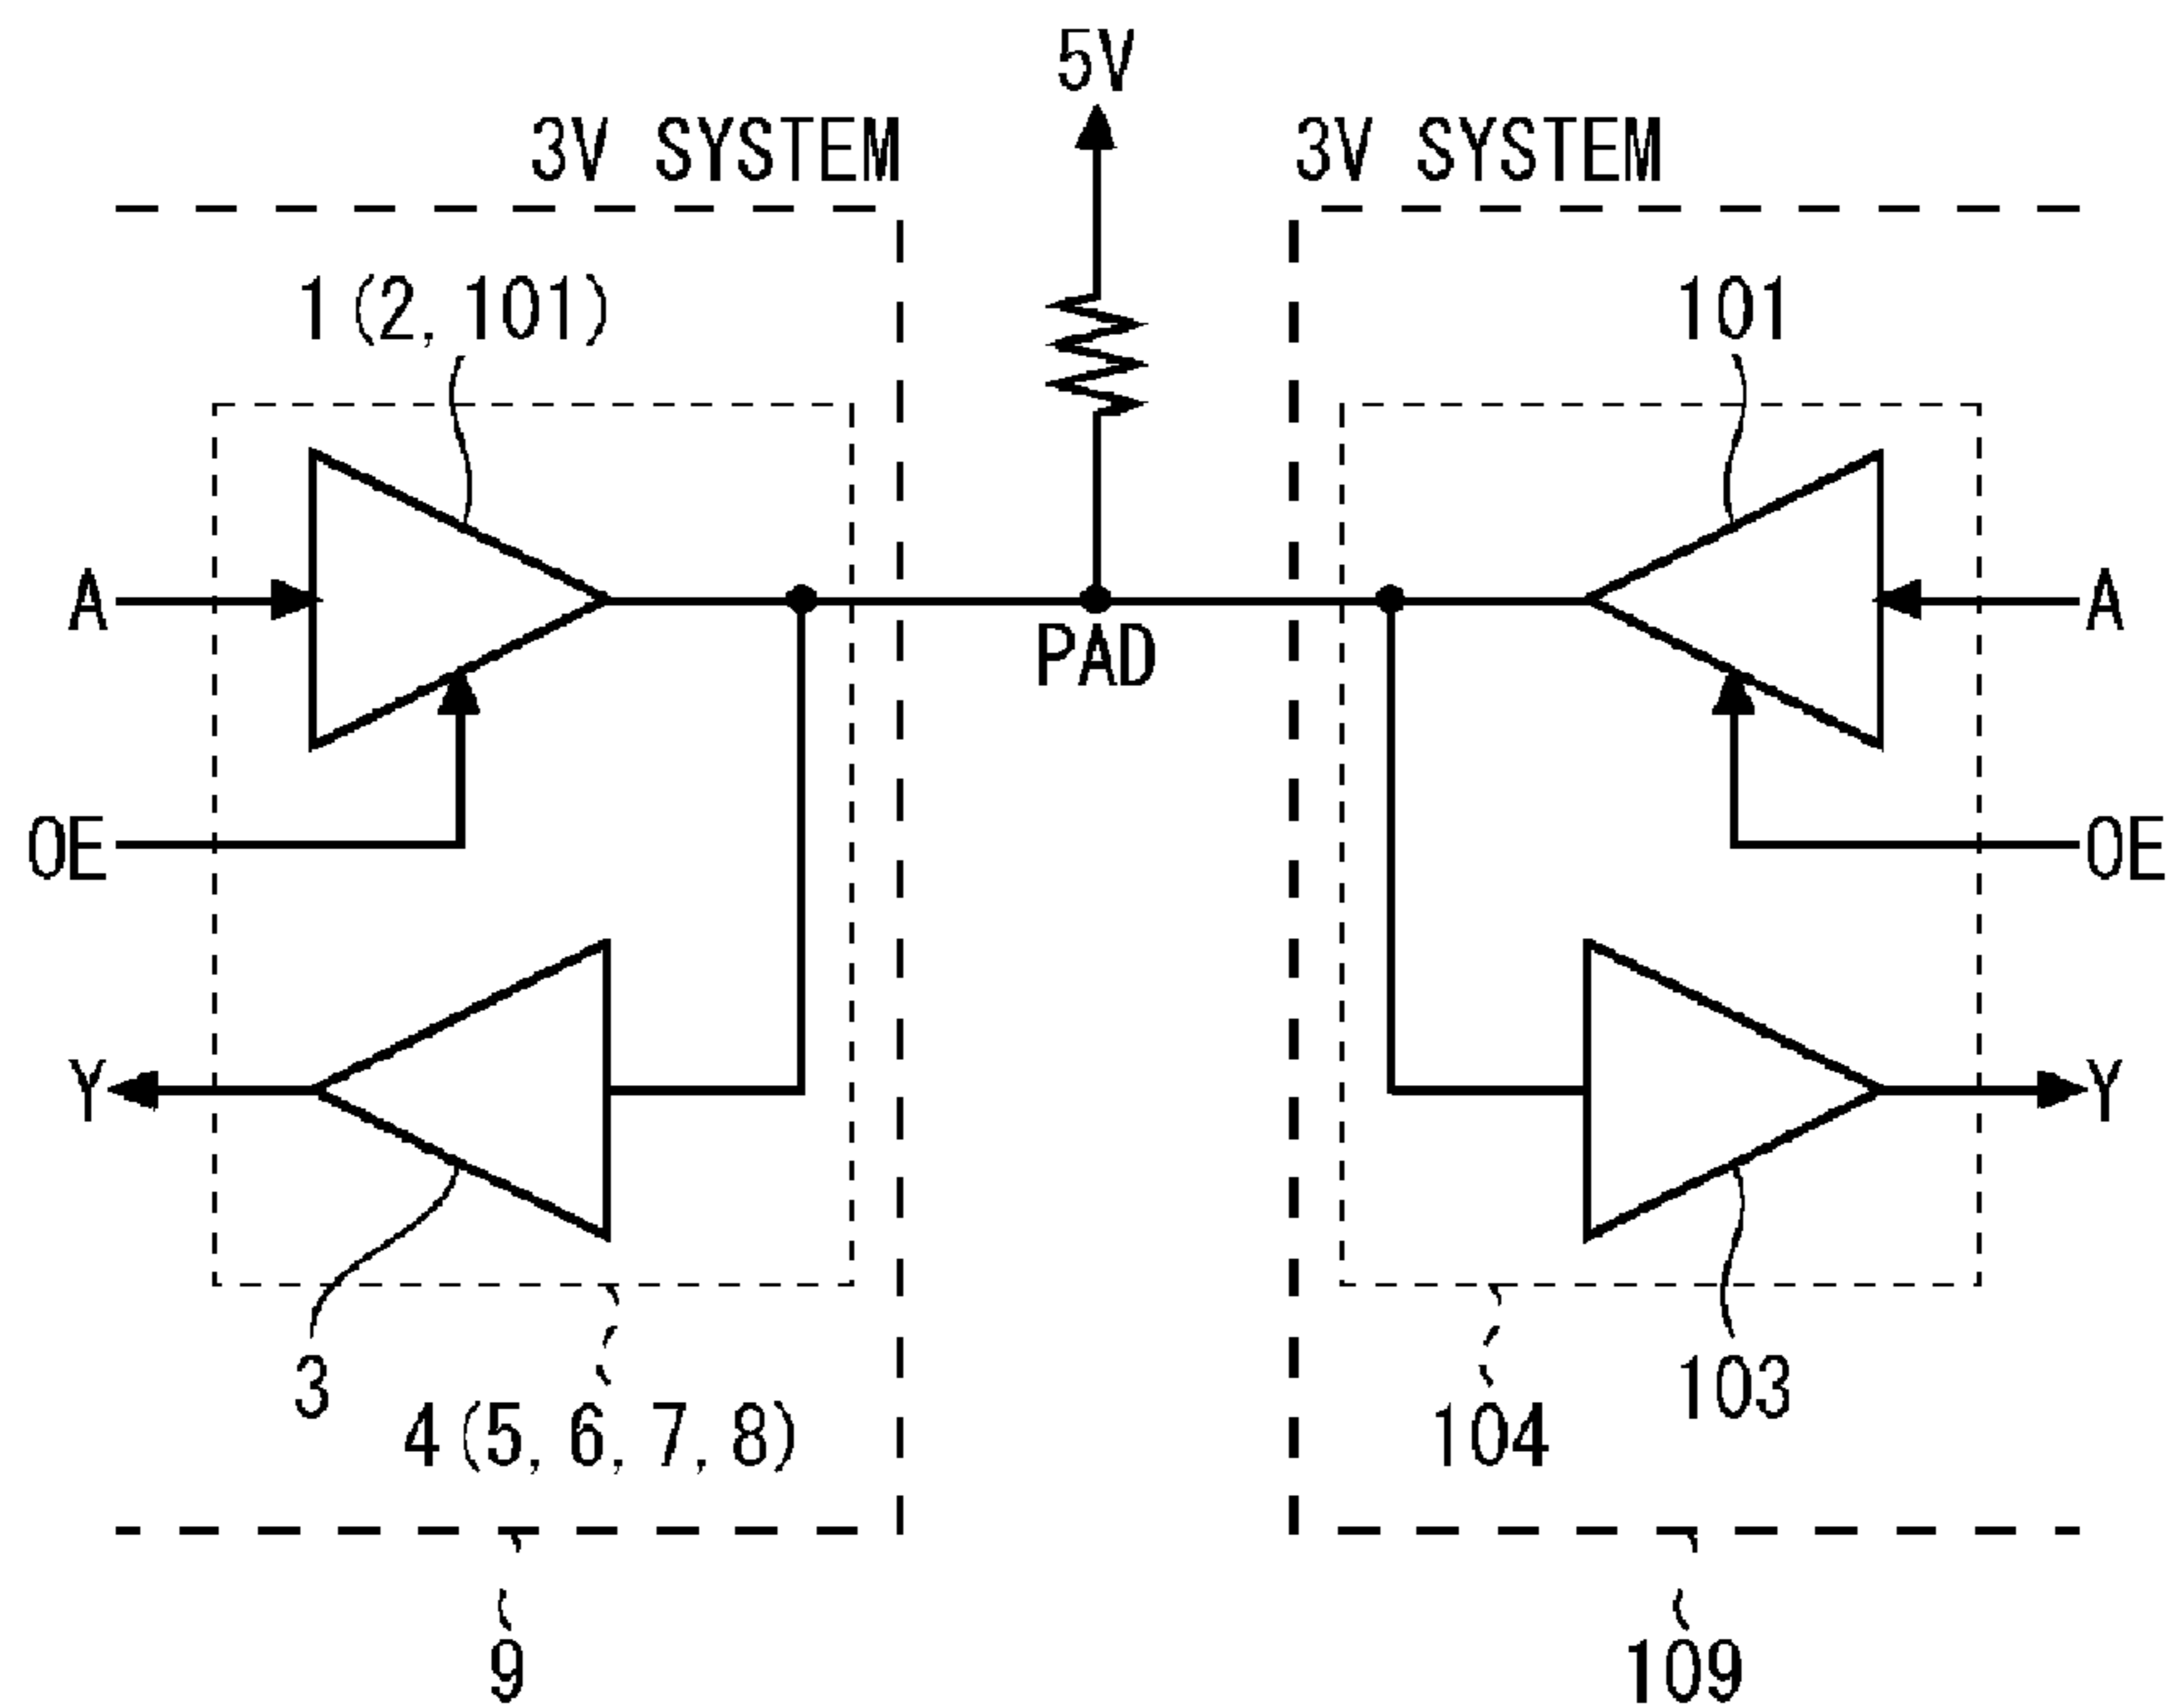 5V
3V SYSTEM
3V SYSTEM
1(2, 101)
101
A
A
PAD
OE
OE
Y
Y
3
103
4(5, 6, 7, 8)
104
9
109